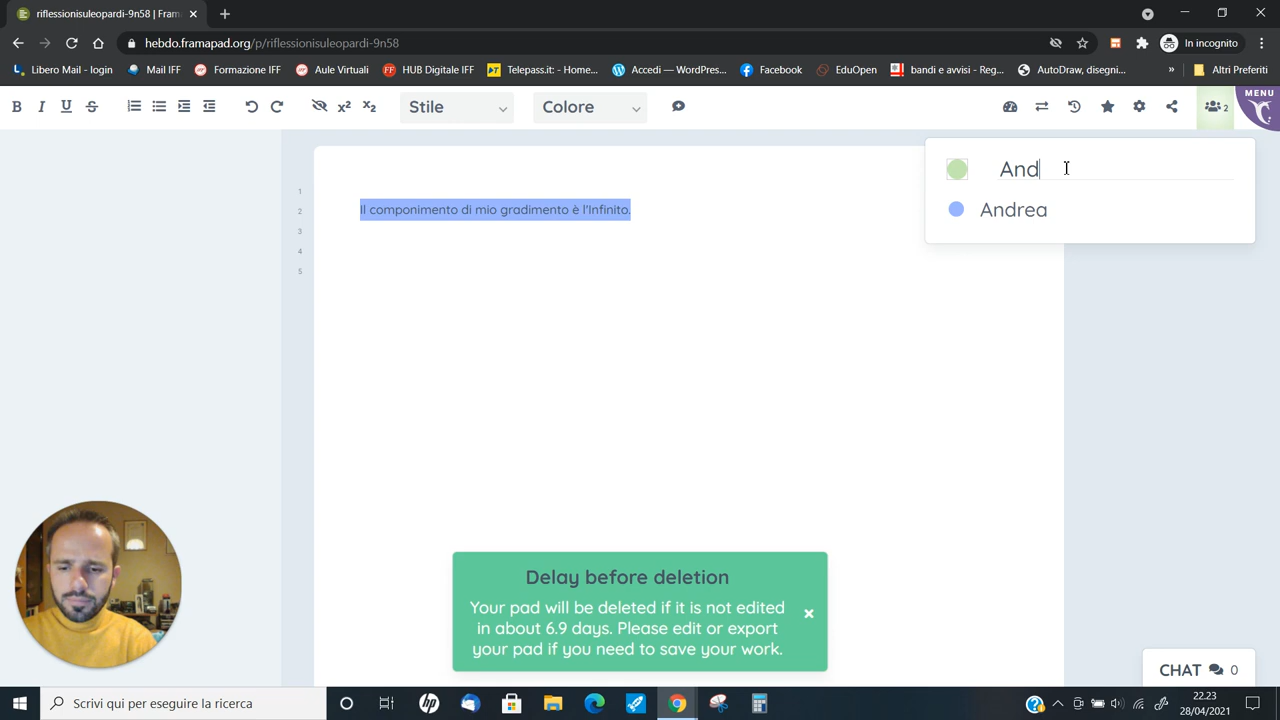 riflessionisuleopardi-9n58 | Fram
hebdo.framapad.org/p/riflessionisuleopardi-9n58
In incognito
Libero Mail - login
Mail IFF
Formazione IFF
Aule Virtuali
HUB Digitale IFF
Telepass.it: - Home...
Accedi — WordPres...
Facebook
EduOpen
bandi e avvisi - Reg...
AutoDraw, disegni...
»
Altri Preferiti
B I U S
x² x₂
Stile
Colore
2
MENU
And
Andrea
1
2 Il componimento di mio gradimento è l'Infinito.
3
4
5
Delay before deletion
Your pad will be deleted if it is not edited
in about 6.9 days. Please edit or export
your pad if you need to save your work.
CHAT 0
Scrivi qui per eseguire la ricerca
22.23
28/04/2021